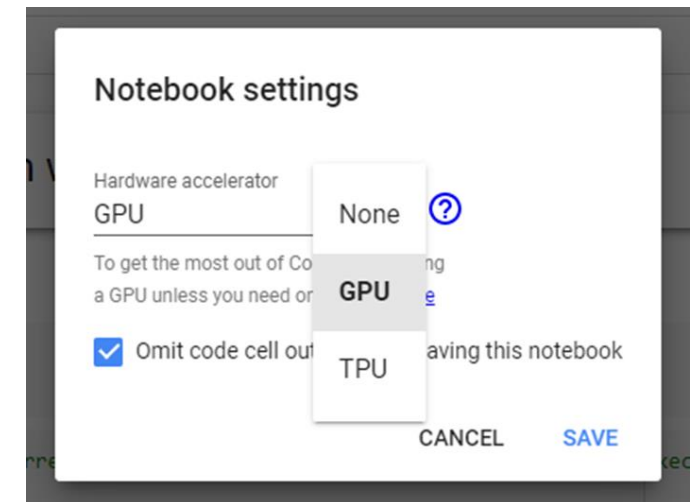 Notebook settings
Hardware accelerator
GPU
None
GPU
TPU
To get the most out of Co ng
a GPU unless you need or e
Omit code cell out aving this notebook
CANCEL SAVE